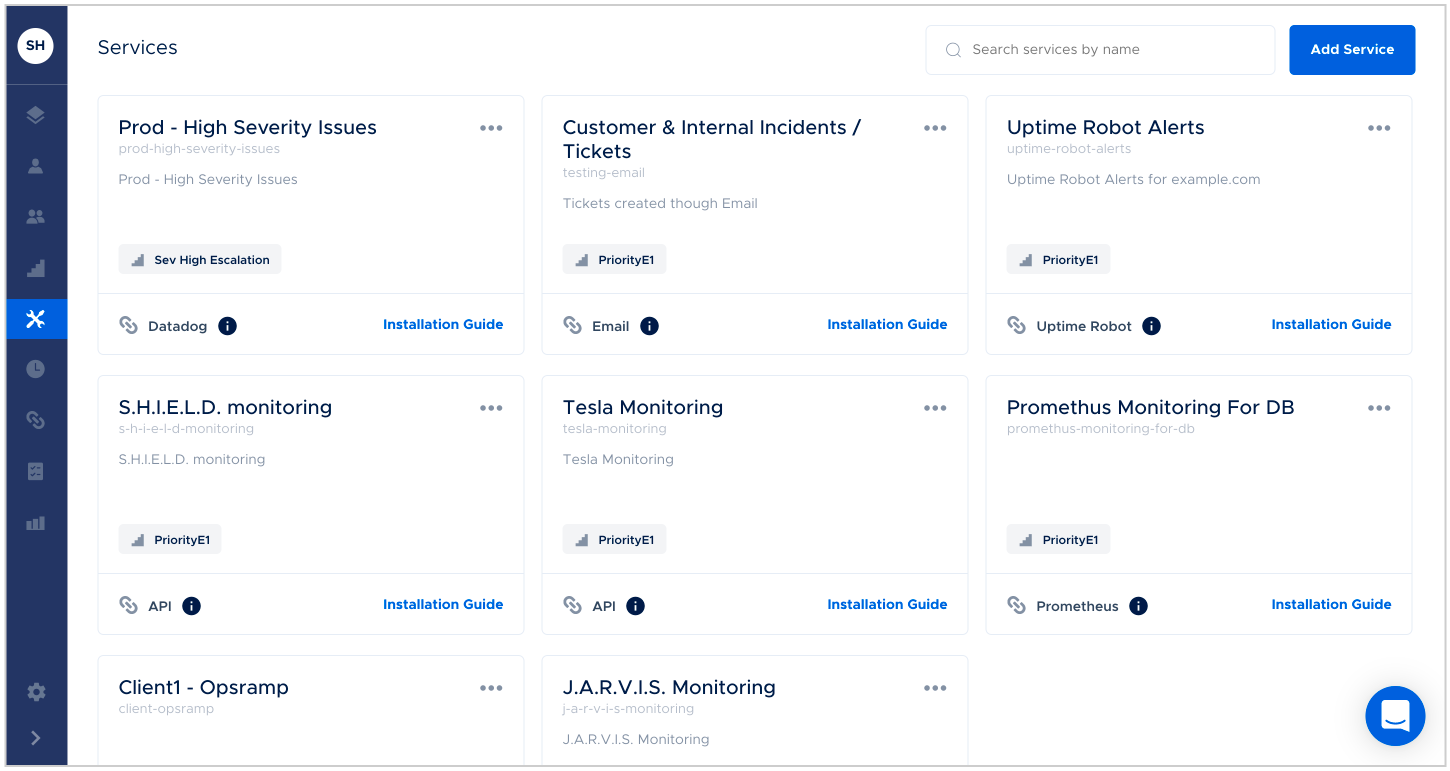 SH
Services
Search services by name
Add Service
Prod - High Severity Issues
prod-high-severity-issues
Prod - High Severity Issues
Sev High Escalation
Datadog
Installation Guide
Customer & Internal Incidents /
Tickets
testing-email
Tickets created though Email
PriorityE1
Email
Installation Guide
Uptime Robot Alerts
uptime-robot-alerts
Uptime Robot Alerts for example.com
PriorityE1
Uptime Robot
Installation Guide
S.H.I.E.L.D. monitoring
s-h-i-e-l-d-monitoring
S.H.I.E.L.D. monitoring
PriorityE1
API
Installation Guide
Tesla Monitoring
tesla-monitoring
Tesla Monitoring
PriorityE1
API
Installation Guide
Promethus Monitoring For DB
promethus-monitoring-for-db
PriorityE1
Prometheus
Installation Guide
Client1 - Opsramp
client-opsramp
J.A.R.V.I.S. Monitoring
j-a-r-v-i-s-monitoring
J.A.R.V.I.S. Monitoring